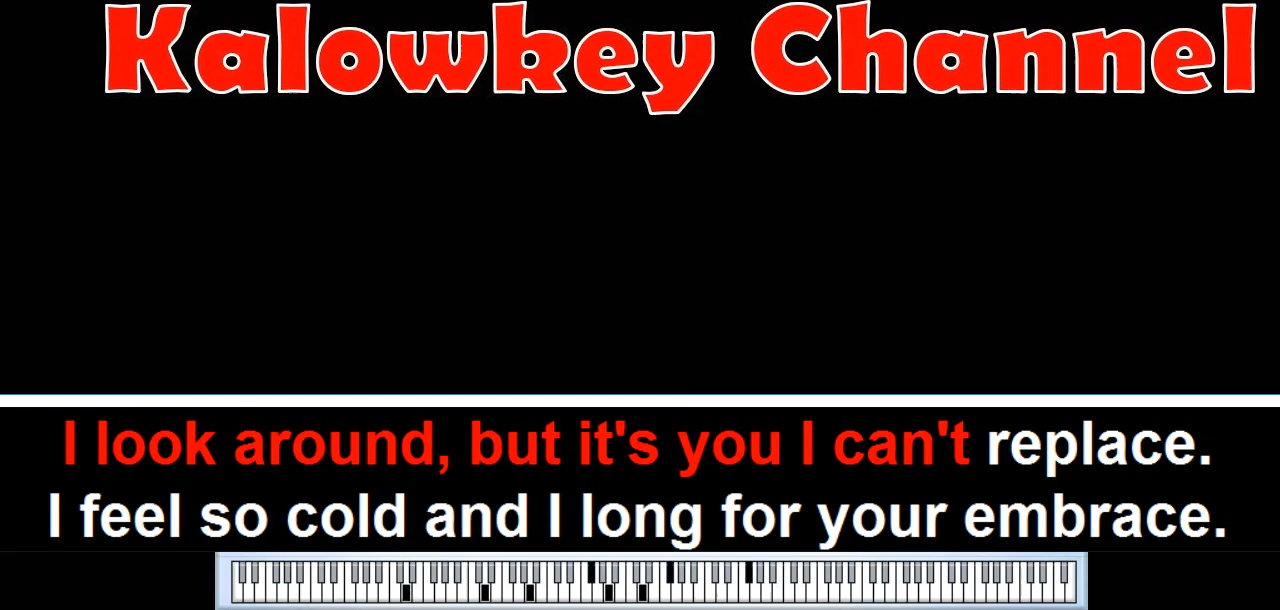 Kalowkey Channel
I look around, but it's you I can't replace.
I feel so cold and I long for your embrace.